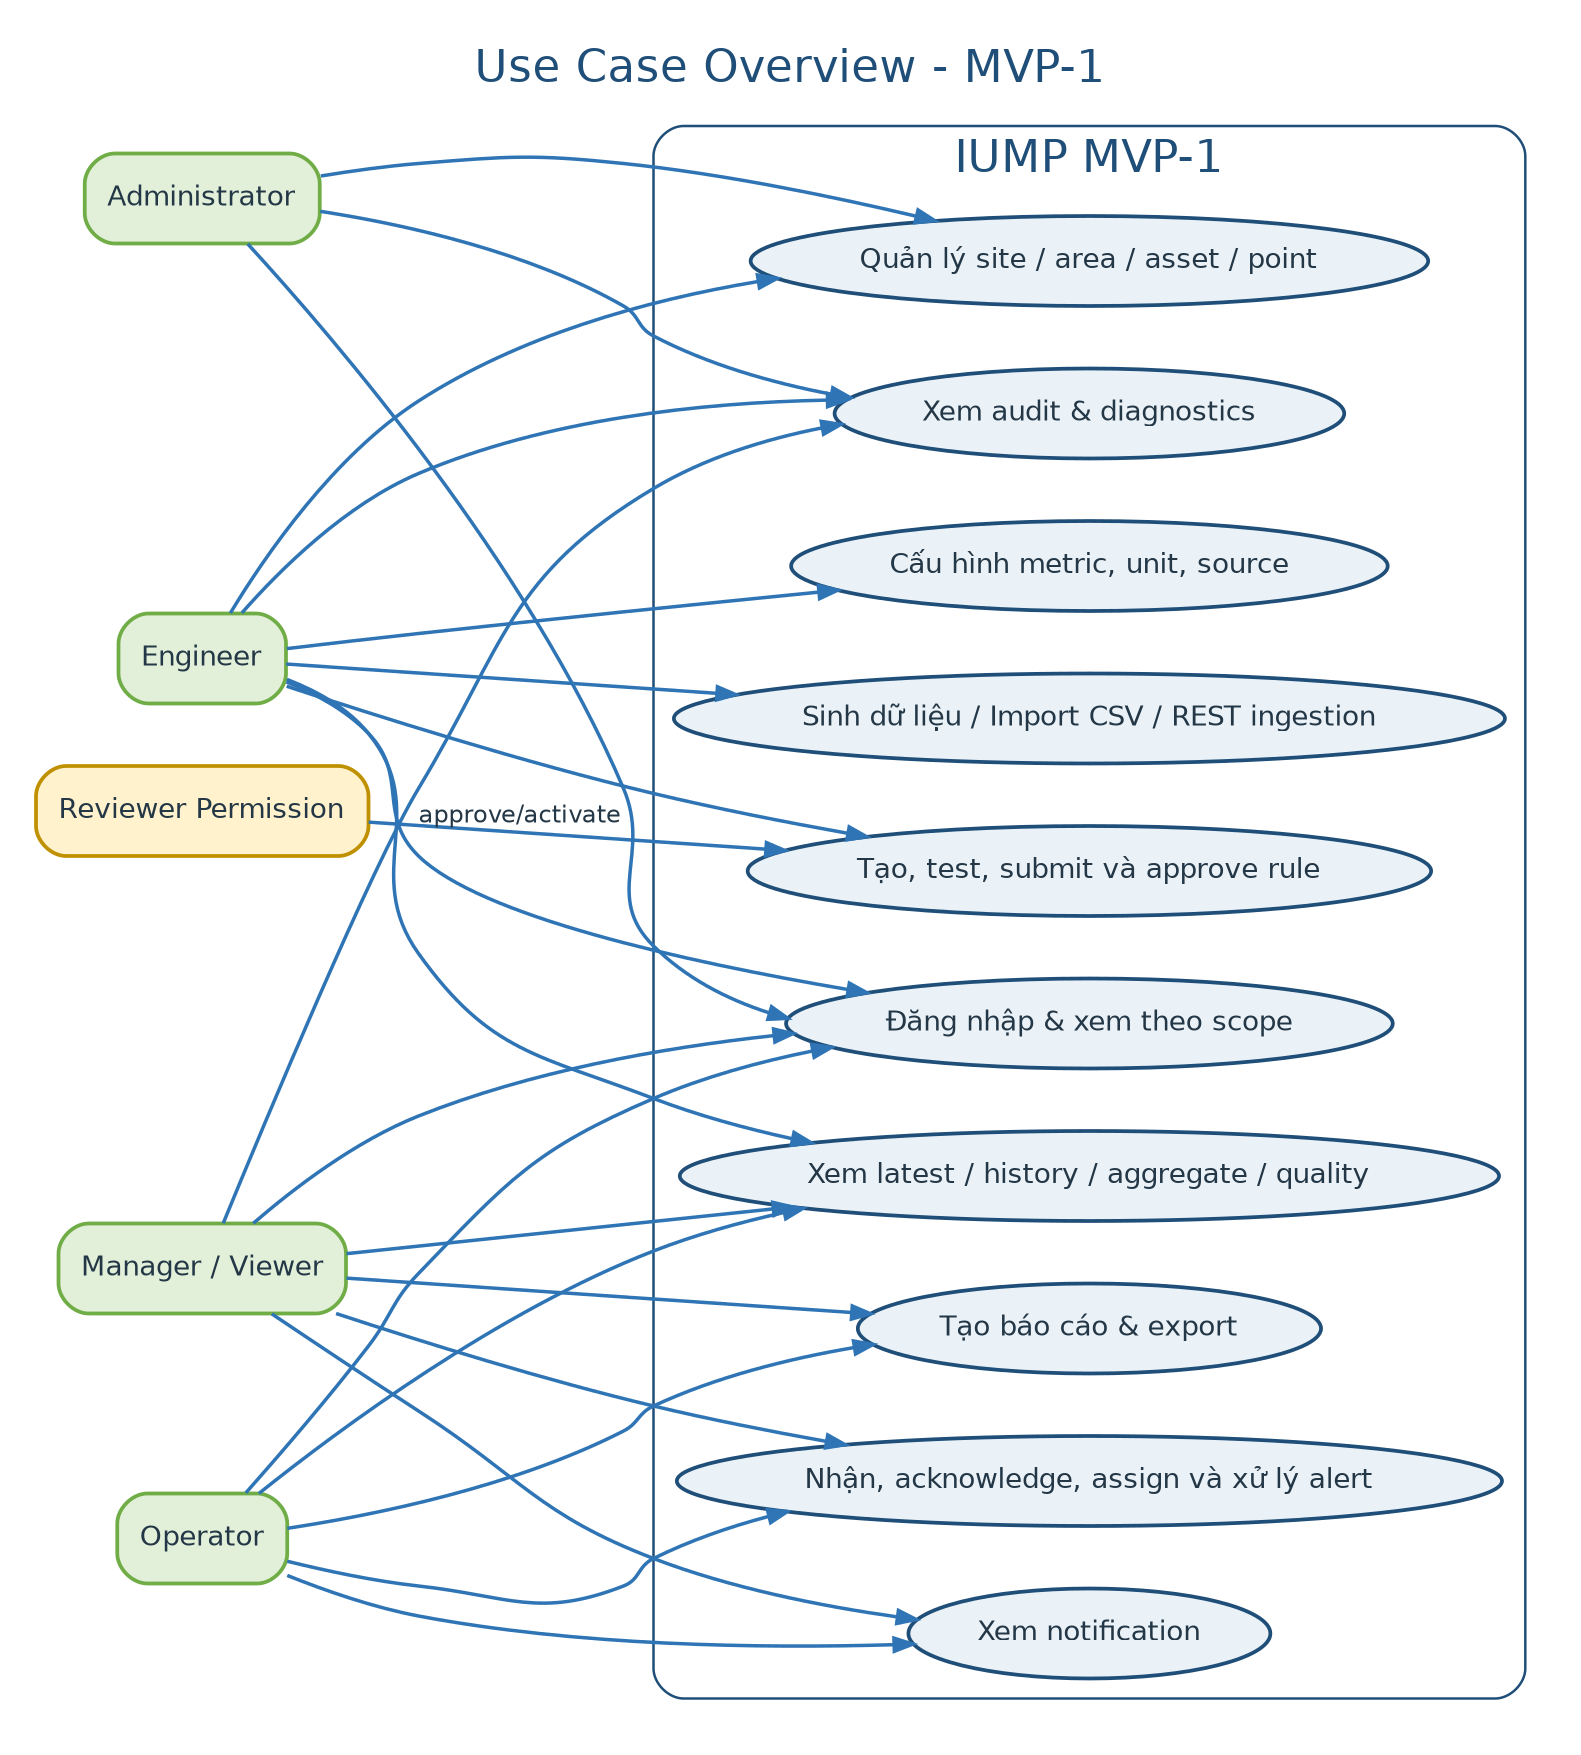 Use Case Overview - MVP-1
IUMP MVP-1
Administrator
Quản lý site / area / asset / point
Xem audit & diagnostics
Cấu hình metric, unit, source
Engineer
Sinh dữ liệu / Import CSV / REST ingestion
Reviewer Permission
approve/activate
Tạo, test, submit và approve rule
Đăng nhập & xem theo scope
Xem latest / history / aggregate / quality
Manager / Viewer
Tạo báo cáo & export
Nhận, acknowledge, assign và xử lý alert
Operator
Xem notification